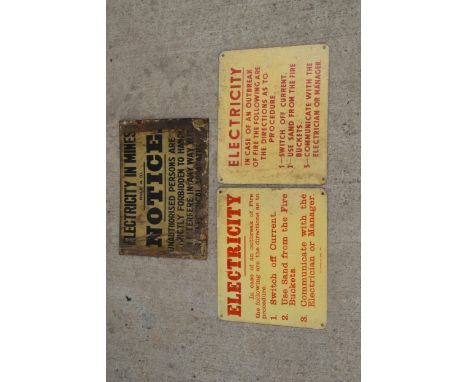 ELECTRICITY IN MINES
NOTICE.
UNAUTHORISED PERSONS ARE
FORBIDDEN TO HANDLE
INTERFERE IN ANY WAY WITH
ELECTRICITY
IN CASE OF AN OUTBREAK
OF FIRE THE FOLLOWING ARE
THE DIRECTIONS AS TO
PROCEDURE.
1—SWITCH OFF CURRENT.
2—USE SAND FROM THE FIRE
BUCKETS.
3—COMMUNICATE WITH THE
ELECTRICIAN OR MANAGER.
ELECTRICITY
In case of an outbreak of Fire
the following are the directions as to
procedure
1. Switch off Current.
2. Use Sand from the Fire
Buckets
3. Communicate with the
Electrician or Manager.